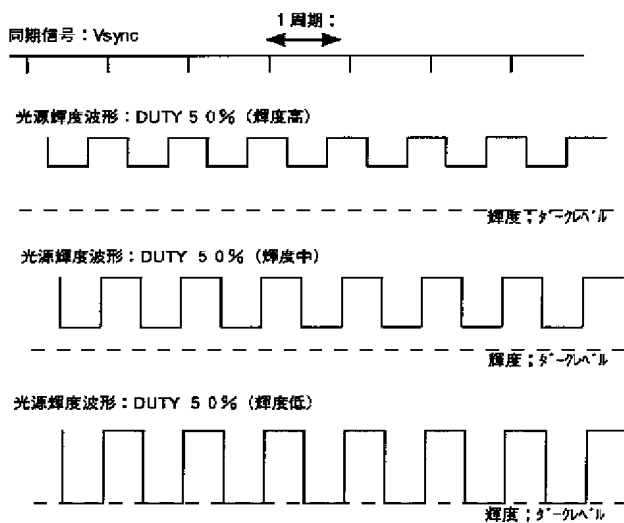 1周期：
同期信号：Vsync
光源輝度波形：DUTY 50%（輝度高）
輝度；ﾀﾞｰｸﾚﾍﾞﾙ
光源輝度波形：DUTY 50%（輝度中）
輝度；ﾀﾞｰｸﾚﾍﾞﾙ
光源輝度波形：DUTY 50%（輝度低）
輝度；ﾀﾞｰｸﾚﾍﾞﾙ